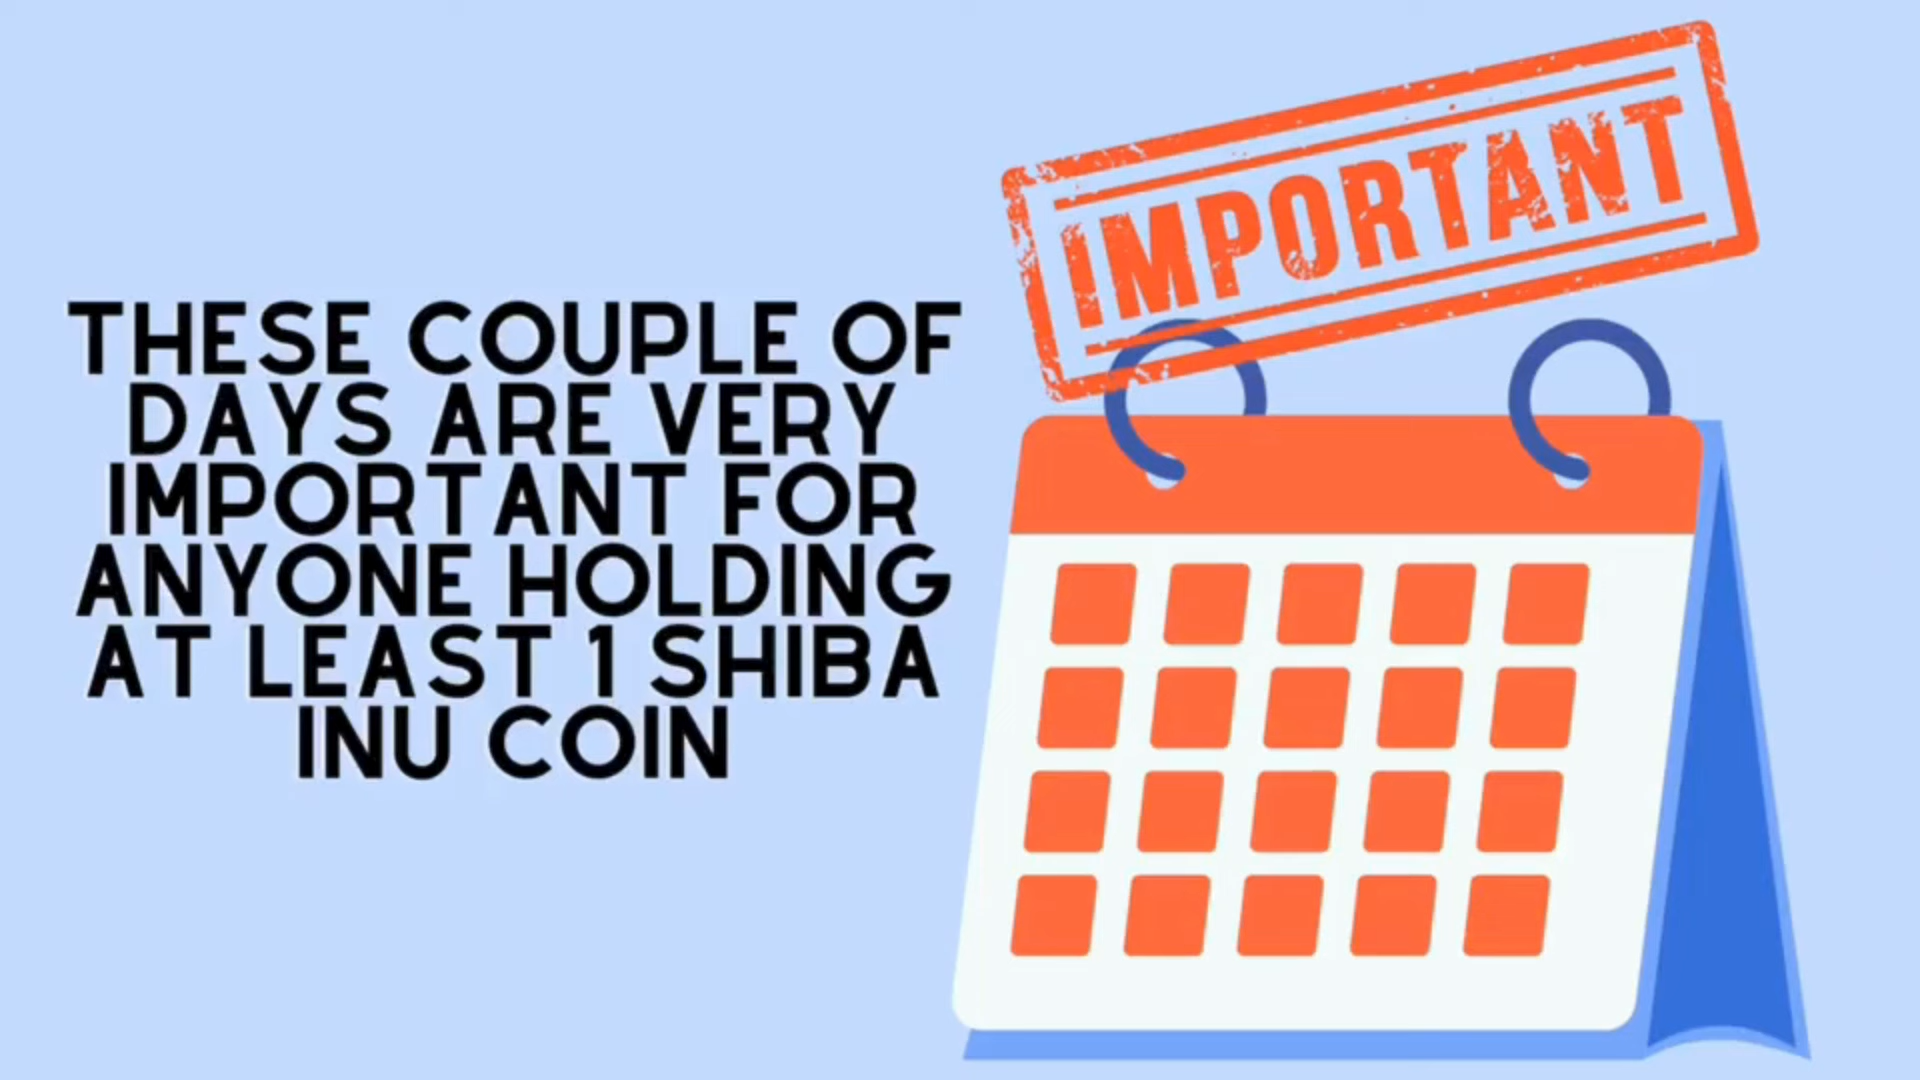 THESE COUPLE OF
DAYS ARE VERY
IMPORTANT FOR
ANYONE HOLDING
AT LEAST 1 SHIBA
INU COIN
IMPORTANT